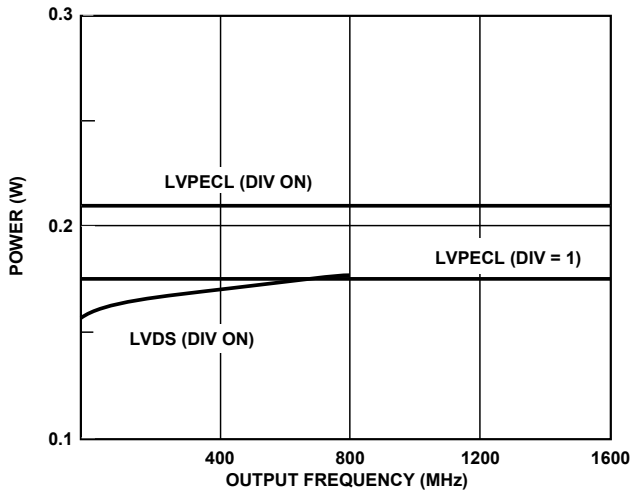 0.3
LVPECL (DIV ON)
POWER (W)
0.2
LVPECL (DIV = 1)
LVDS (DIV ON)
0.1
400
800
1200
1600
OUTPUT FREQUENCY (MHz)